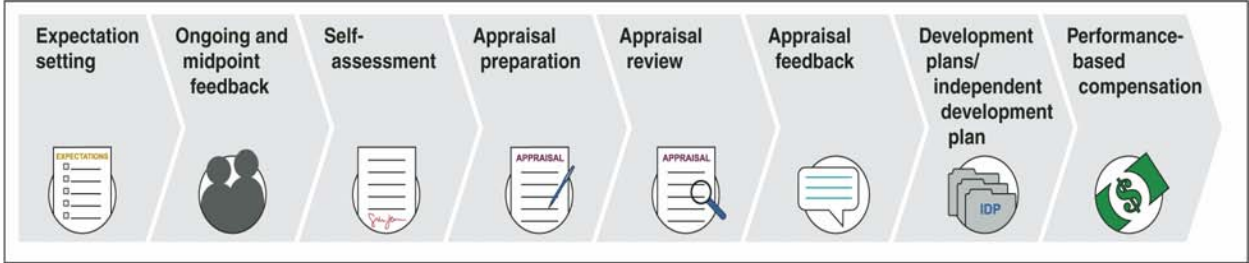 Expectation
setting
Ongoing and
midpoint
feedback
Self-
assessment
Appraisal
preparation
Appraisal
review
Appraisal
feedback
Development
plans/
independent
development
plan
Performance-
based
compensation
EXPECTATIONS
APPRAISAL
APPRAISAL
IDP
$